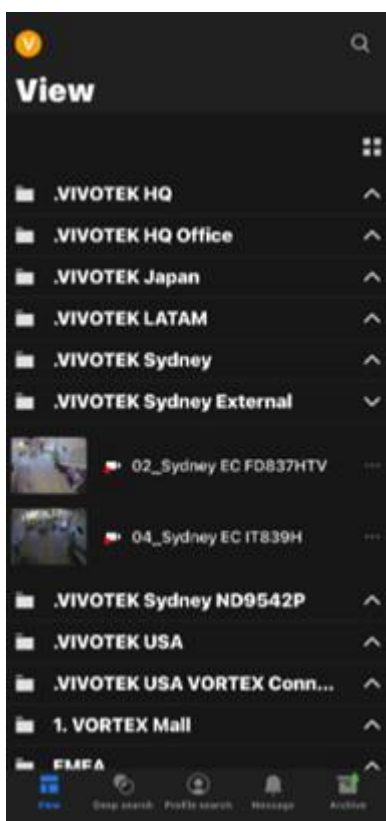 V
View
.VIVOTEK HQ
.VIVOTEK HQ Office
.VIVOTEK Japan
.VIVOTEK LATAM
.VIVOTEK Sydney
.VIVOTEK Sydney External
02_Sydney EC FD837HTV
04_Sydney EC IT839H
.VIVOTEK Sydney ND9542P
.VIVOTEK USA
.VIVOTEK USA VORTEX Conn...
1. VORTEX Mall
EMEA
View Deep search Profile search Message Archive